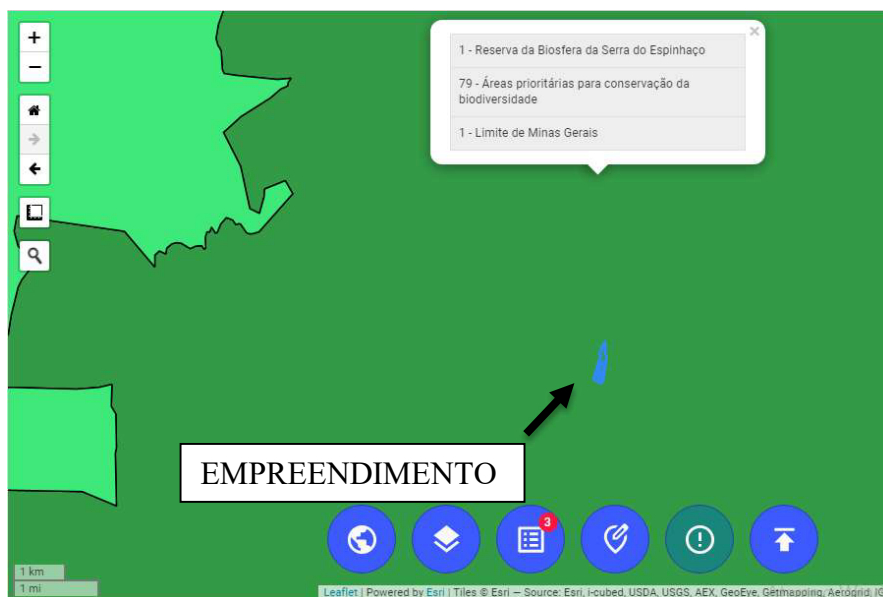 +
−
1 - Reserva da Biosfera da Serra do Espinhaço
79 - Áreas prioritárias para conservação da
biodiversidade
1 - Limite de Minas Gerais
EMPREENDIMENTO
3
1 km
1 mi
Leaflet | Powered by Esri | Tiles © Esri — Source: Esri, i-cubed, USDA, USGS, AEX, GeoEye, Getmapping, Aerogrid, IG